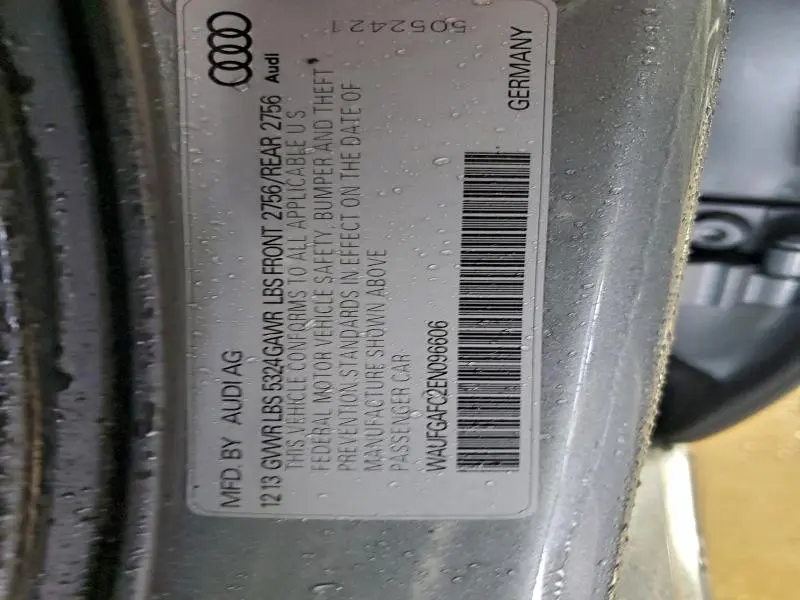 MFD. BY AUDI AG
12 13 GVWR LBS 5324GAWR LBS FRONT 2756/REAR 2756 Audi
THIS VEHICLE CONFORMS TO ALL APPLICABLE U S
FEDERAL MOTOR VEHICLE SAFETY, BUMPER AND THEFT
PREVENTION STANDARDS IN EFFECT ON THE DATE OF
MANUFACTURE SHOWN ABOVE
PASSENGER CAR
WAUFGAFC2EN096606
5052421
GERMANY